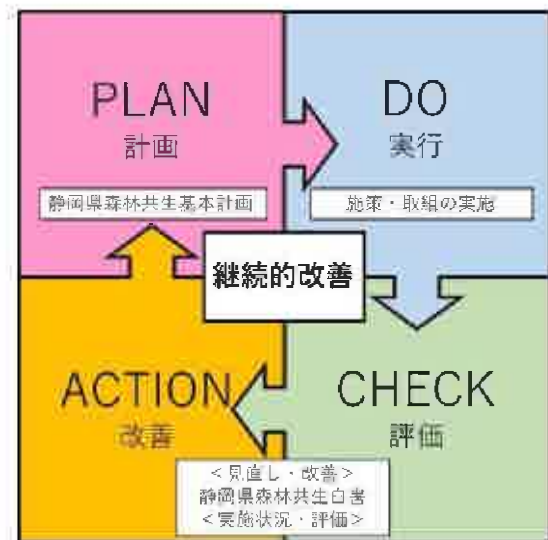 PLAN
計画
静岡県森林共生基本計画
DO
実行
施策・取組の実施
継続的改善
ACTION
改善
CHECK
評価
<見直し・改善>
静岡県森林共生白書
<実施状況・評価>